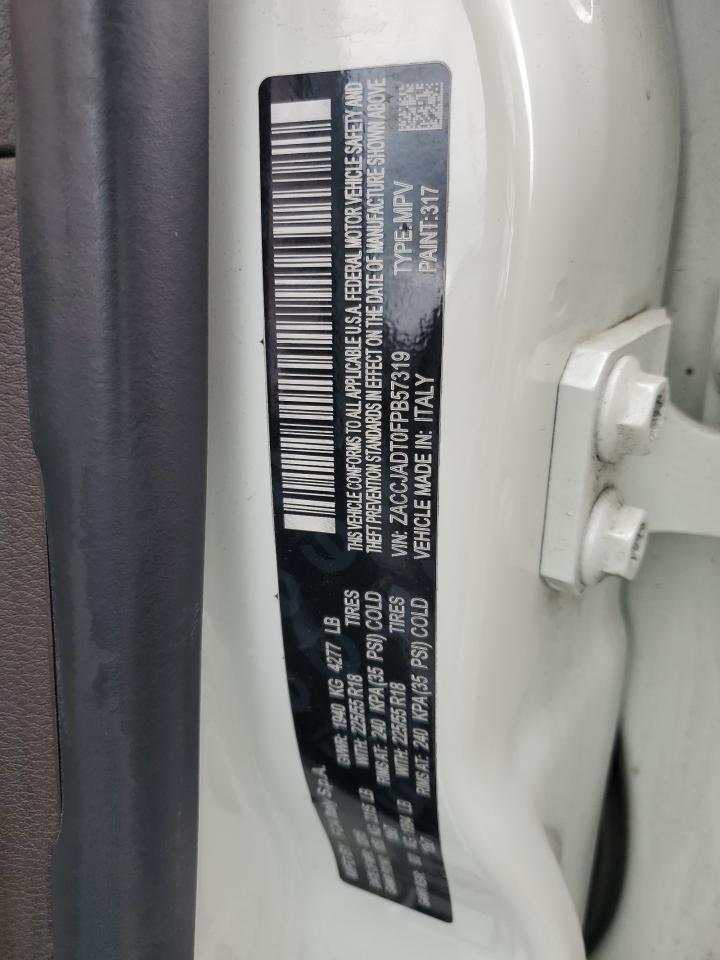 S.p.A.
GVWR: 1940 KG 4277 LB
WITH: 225/55 R18 TIRES
RIMS AT: 240 KPA(35 PSI) COLD
WITH: 225/55 R18 TIRES
RIMS AT: 240 KPA(35 PSI) COLD
THIS VEHICLE CONFORMS TO ALL APPLICABLE U.S.A. FEDERAL MOTOR VEHICLE SAFETY AND
THEFT PREVENTION STANDARDS IN EFFECT ON THE DATE OF MANUFACTURE SHOWN ABOVE
VIN: ZACCJADT0FPB57319 TYPE: MPV
VEHICLE MADE IN: ITALY PAINT:317